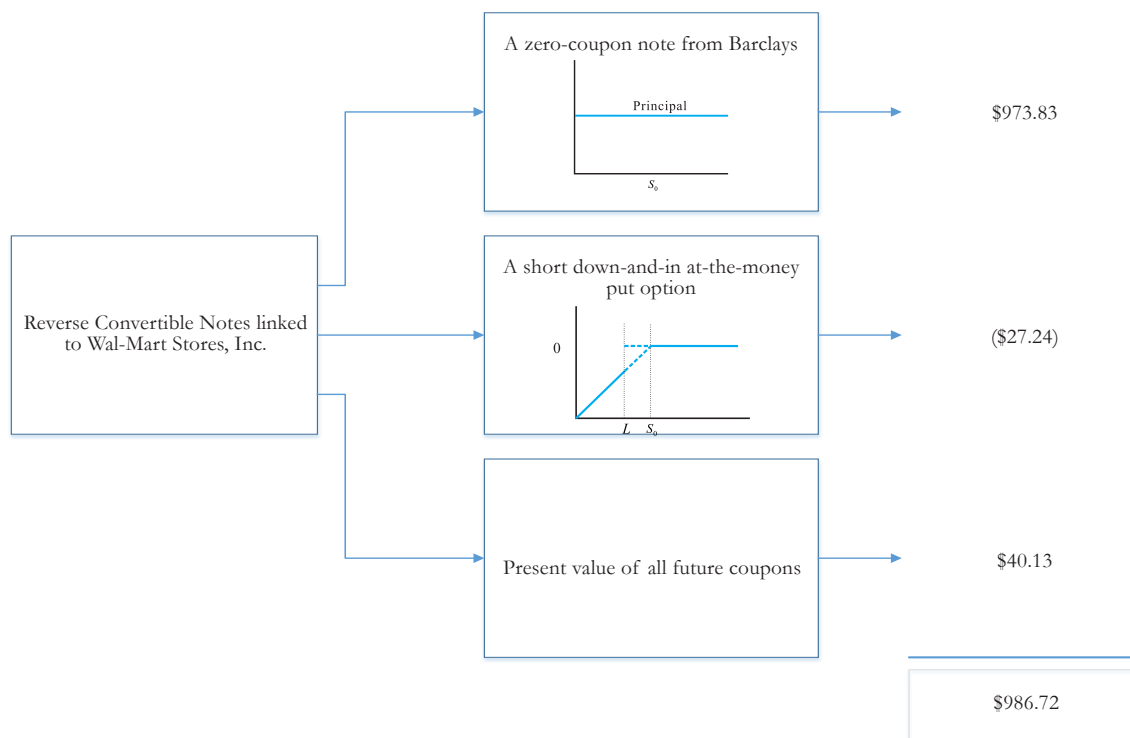 A zero-coupon note from Barclays
Principal
S0
$973.83
Reverse Convertible Notes linked
to Wal-Mart Stores, Inc.
A short down-and-in at-the-money
put option
0
L S0
($27.24)
Present value of all future coupons
$40.13
$986.72